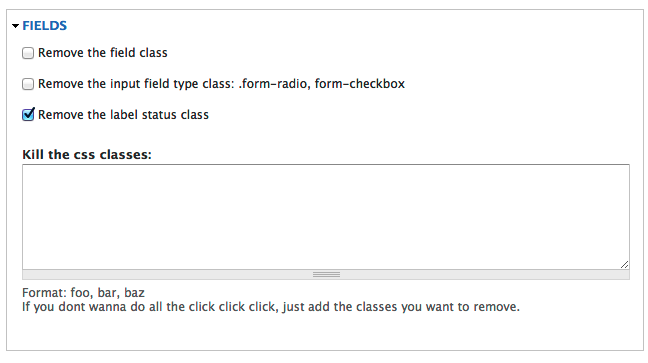 FIELDS
Remove the field class
Remove the input field type class: .form-radio, form-checkbox
Remove the label status class
Kill the css classes:
Format: foo, bar, baz
If you dont wanna do all the click click click, just add the classes you want to remove.